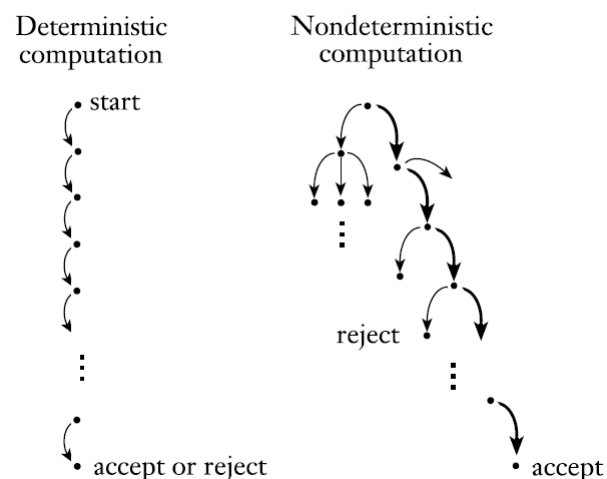 Deterministic
computation
Nondeterministic
computation
start
reject
accept or reject
accept